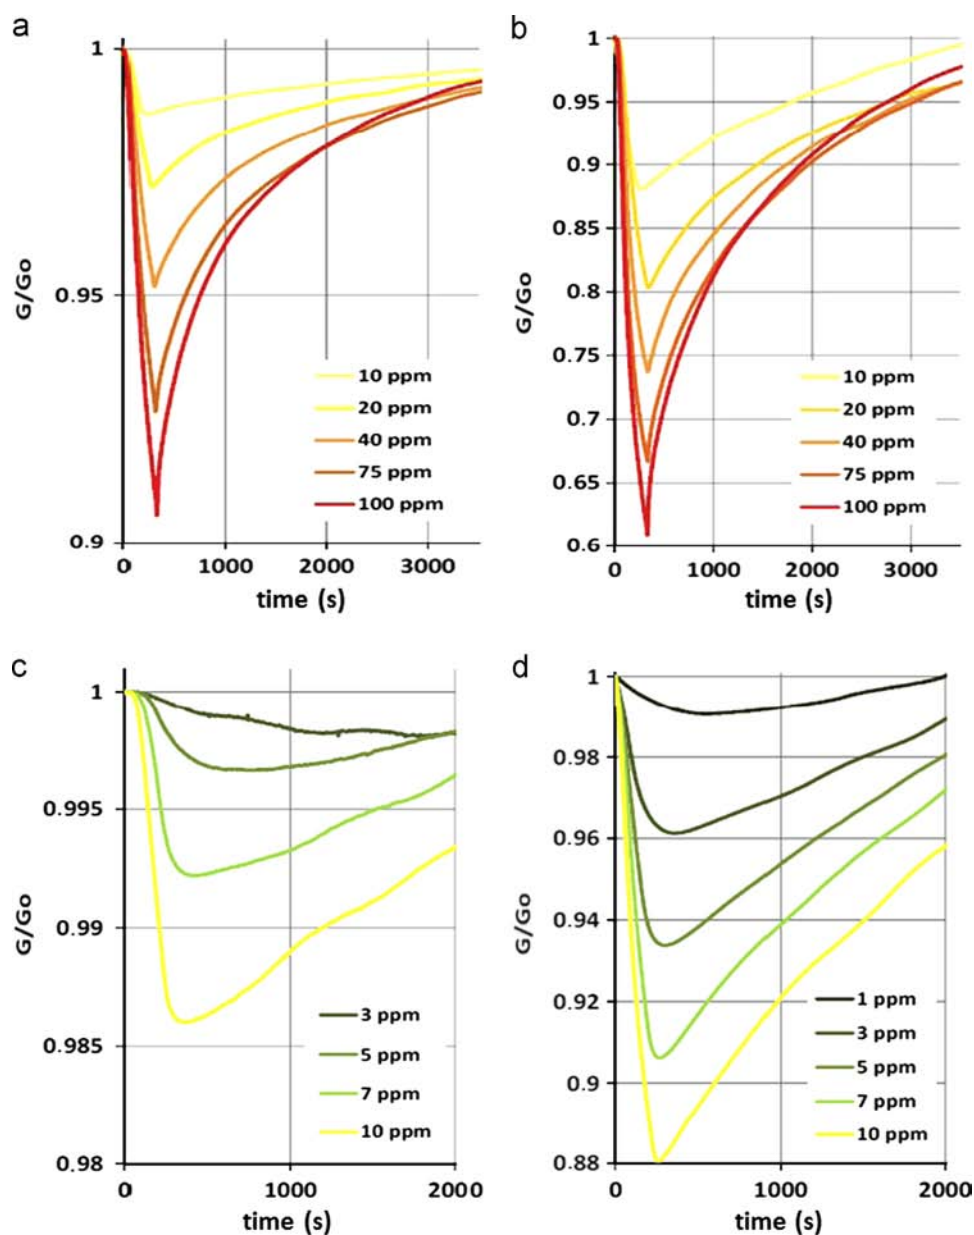 a
1
0.95
0.9
G/Go
0
1000
2000
3000
time (s)
10 ppm
20 ppm
40 ppm
75 ppm
100 ppm
b
1
0.95
0.9
0.85
0.8
0.75
0.7
0.65
0.6
G/Go
0
1000
2000
3000
time (s)
10 ppm
20 ppm
40 ppm
75 ppm
100 ppm
c
1
0.995
0.99
0.985
0.98
G/Go
0
1000
2000
time (s)
3 ppm
5 ppm
7 ppm
10 ppm
d
1
0.98
0.96
0.94
0.92
0.9
0.88
G/Go
0
1000
2000
time (s)
1 ppm
3 ppm
5 ppm
7 ppm
10 ppm